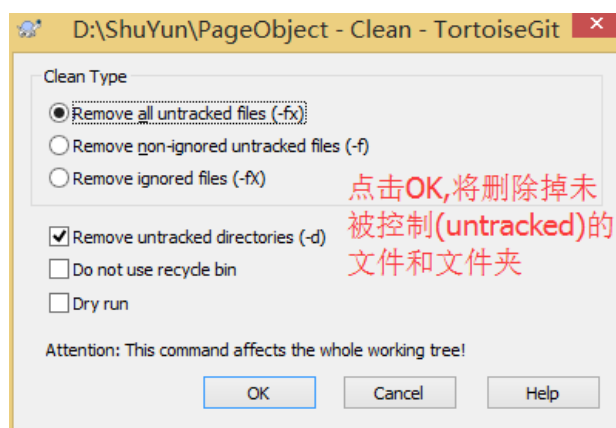 D:\ShuYun\PageObject - Clean - TortoiseGit
Clean Type
Remove all untracked files (-fx)
Remove non-ignored untracked files (-f)
Remove ignored files (-fX)
点击OK,将删除掉未
被控制(untracked)的
文件和文件夹
Remove untracked directories (-d)
Do not use recycle bin
Dry run
Attention: This command affects the whole working tree!
OK
Cancel
Help